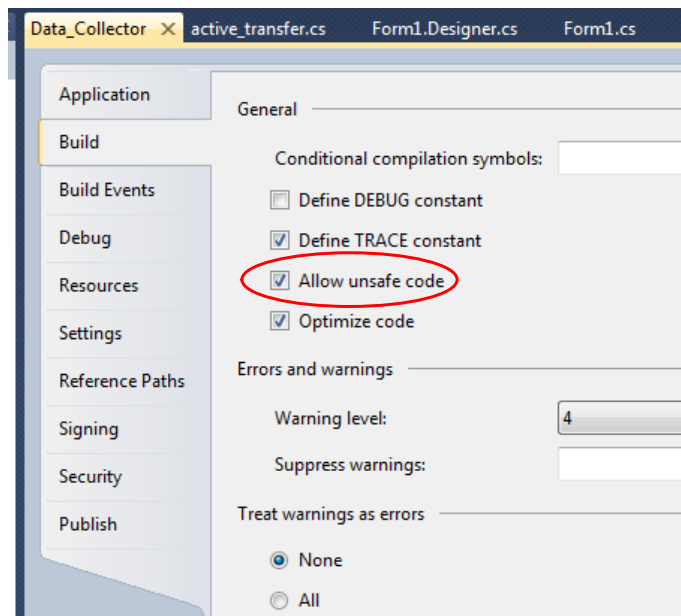 Data_Collector active_transfer.cs Form1.Designer.cs Form1.cs
Application
Build
Build Events
Debug
Resources
Settings
Reference Paths
Signing
Security
Publish
General
Conditional compilation symbols:
Define DEBUG constant
Define TRACE constant
Allow unsafe code
Optimize code
Errors and warnings
Warning level: 4
Suppress warnings:
Treat warnings as errors
None
All